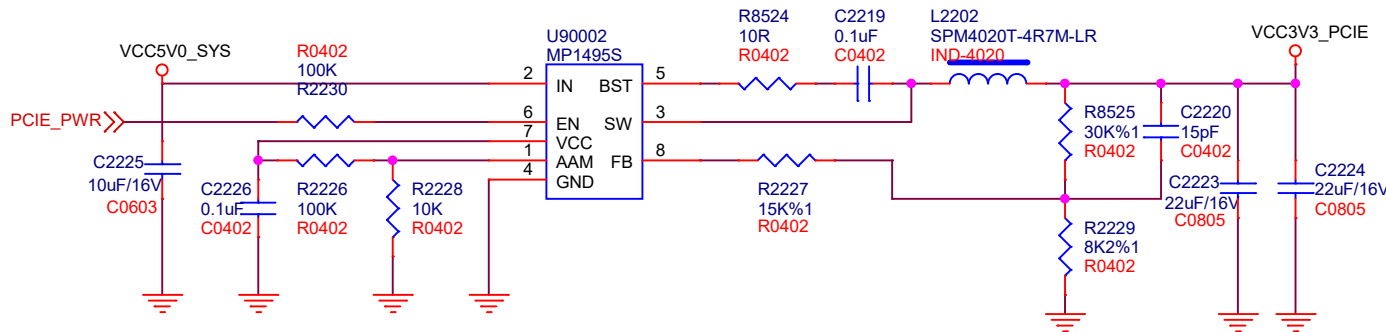 VCC5V0_SYS
PCIE_PWR
C2225
10uF/16V
C0603
R0402
100K
R2230
C2226
0.1uF
C0402
R2226
100K
R0402
R2228
10K
R0402
U90002
MP1495S
2
IN
6
EN
7
VCC
1
AAM
4
GND
BST
5
SW
3
FB
8
R8524
10R
R0402
C2219
0.1uF
C0402
L2202
SPM4020T-4R7M-LR
IND-4020
R2227
15K%1
R0402
R8525
30K%1
R0402
C2220
15pF
C0402
R2229
8K2%1
R0402
C2223
22uF/16V
C0805
VCC3V3_PCIE
C2224
22uF/16V
C0805